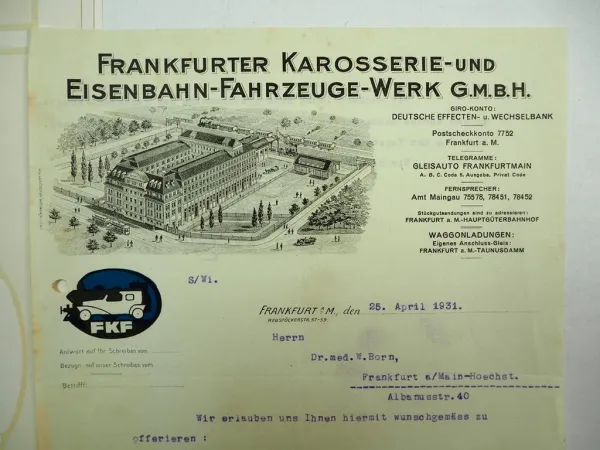 FRANKFURTER KAROSSERIE-UND
EISENBAHN-FAHRZEUGE-WERK G.M.B.H.
GIRO-KONTO:
DEUTSCHE EFFECTEN- u. WECHSELBANK
Postscheckkonto 7752
Frankfurt a. M.
TELEGRAMME:
GLEISAUTO FRANKFURTMAIN
A. B. C. Code 5. Ausgabe, Privat Code
FERNSPRECHER:
Amt Maingau 75578, 78451, 78452
Stückgutsendungen sind zu adressieren:
FRANKFURT a. M.-HAUPTGÜTERBAHNHOF
WAGGONLADUNGEN:
Eigenes Anschluss-Gleis:
FRANKFURT a. M.-TAUNUSDAMM
S/Wi.
FKF
FRANKFURT a/M., den 25. April 1931.
Antwort auf Ihr Schreiben vom
Bezugn. auf unser Schreiben vom
Betrifft:
Herrn
Dr.med.W.Born,
Frankfurt a/Main-Hoechst.
Albanusstr.40
Wir erlauben uns Ihnen hiermit wunschgemäss zu
offerieren :